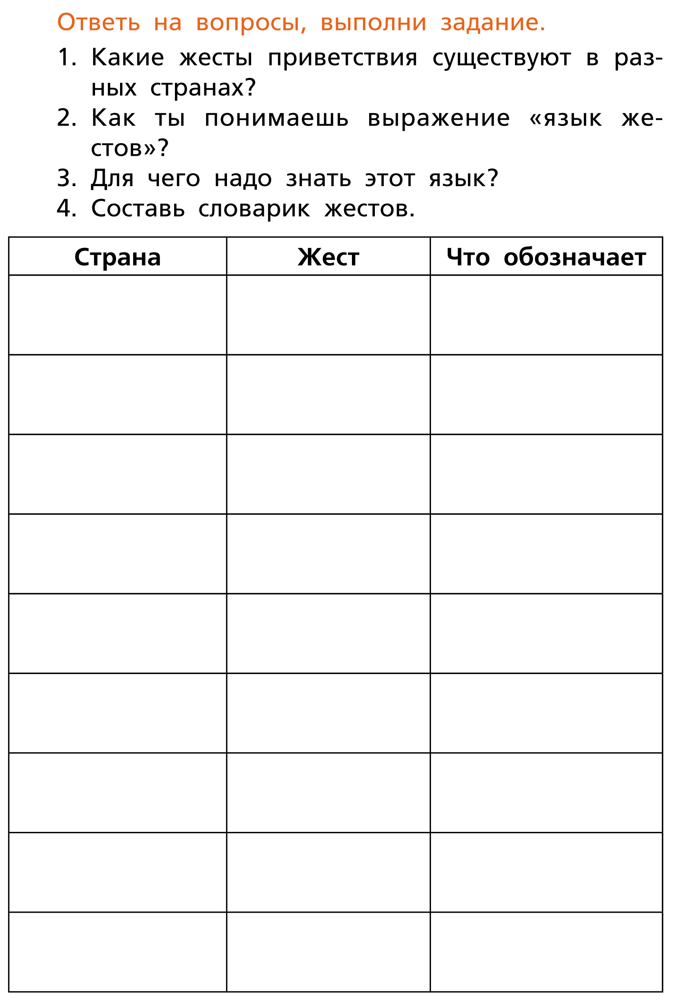 Ответь на вопросы, выполни задание.
1. Какие жесты приветствия существуют в раз-
ных странах?
2. Как ты понимаешь выражение «язык же-
стов»?
3. Для чего надо знать этот язык?
4. Составь словарик жестов.
Страна Жест Что обозначает